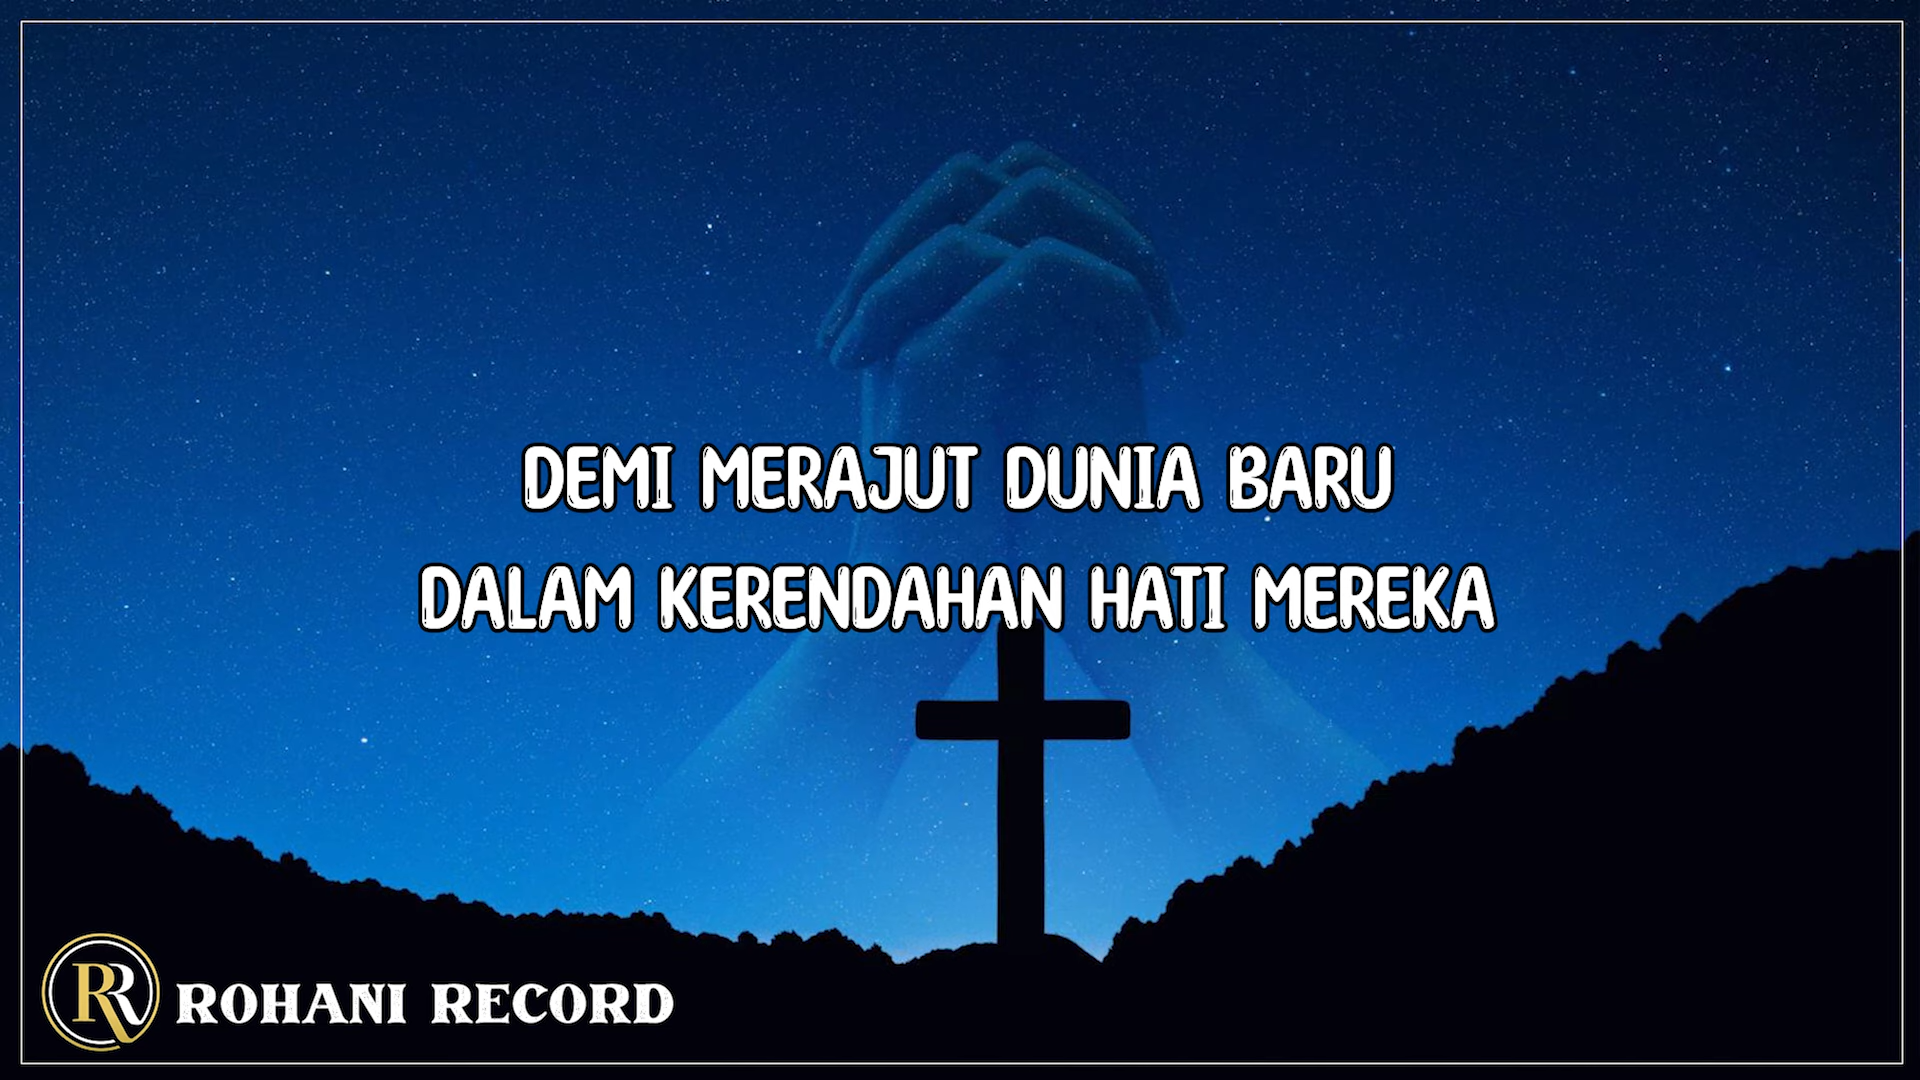 DEMI MERAJUT DUNIA BARU
DALAM KERENDAHAN HATI MEREKA
RR ROHANI RECORD